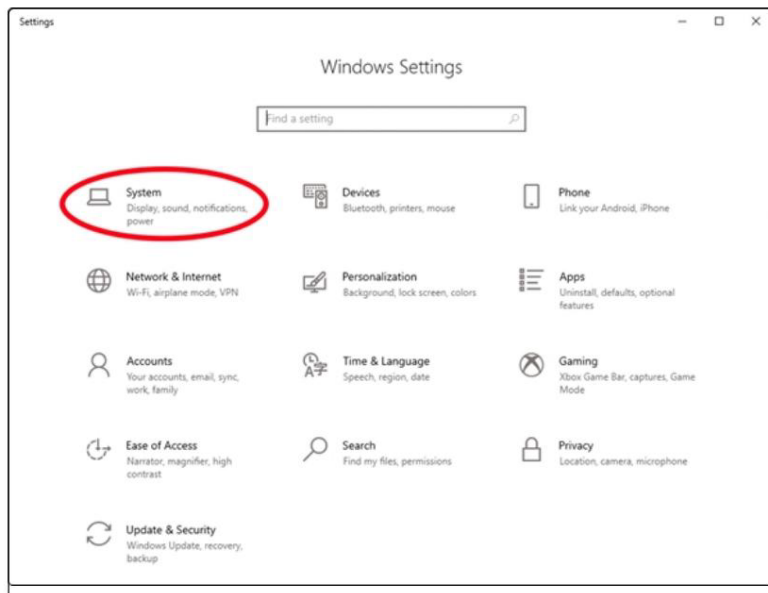 Settings
Windows Settings
Find a setting
System
Display, sound, notifications,
power
Devices
Bluetooth, printers, mouse
Phone
Link your Android, iPhone
Network & Internet
Wi-Fi, airplane mode, VPN
Personalization
Background, lock screen, colors
Apps
Uninstall, defaults, optional
features
Accounts
Your accounts, email, sync,
work, family
Time & Language
Speech, region, date
Gaming
Xbox Game Bar, captures, Game
Mode
Ease of Access
Narrator, magnifier, high
contrast
Search
Find my files, permissions
Privacy
Location, camera, microphone
Update & Security
Windows Update, recovery,
backup